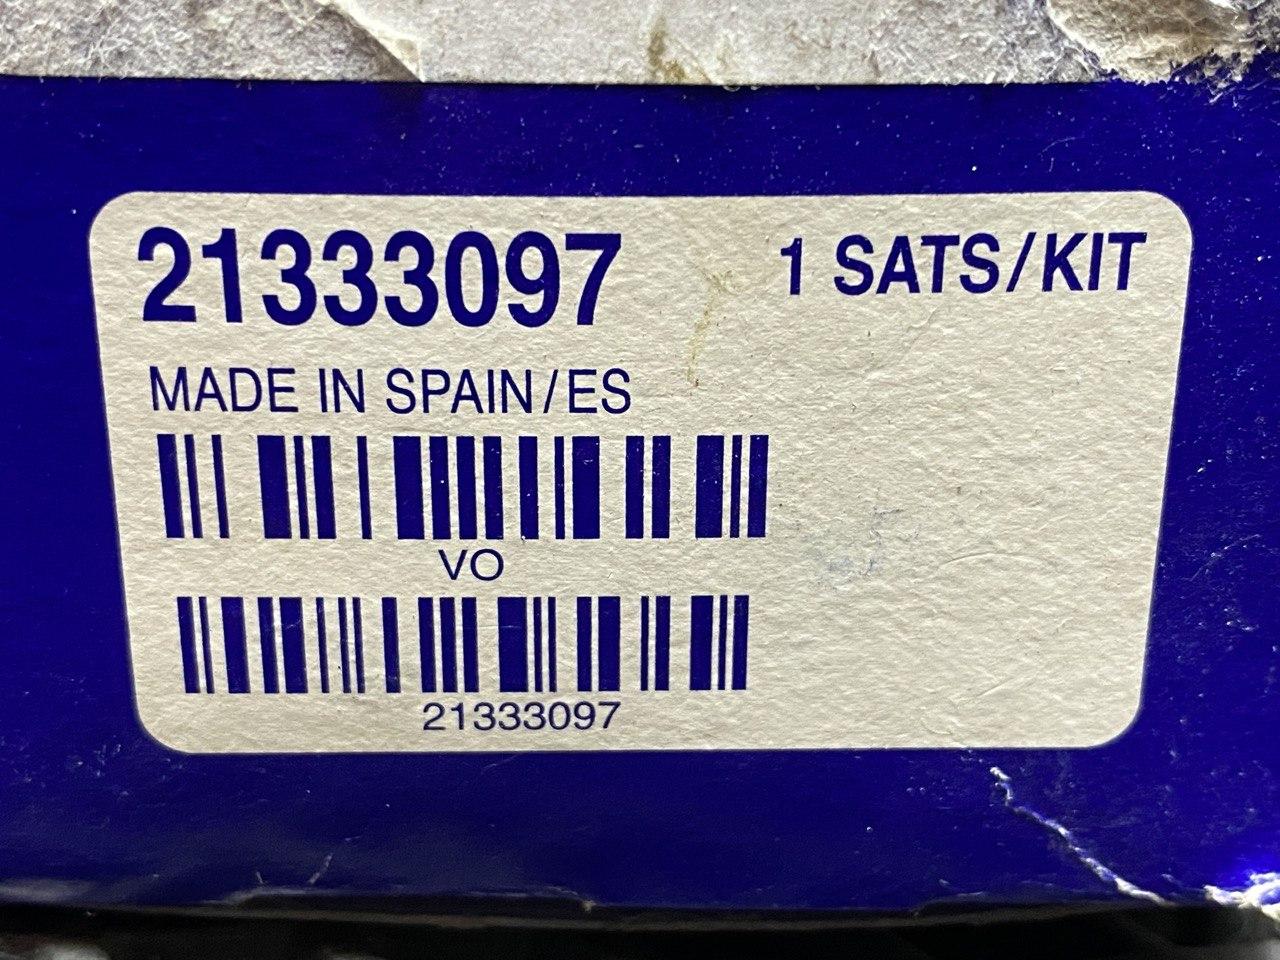 21333097 1 SATS/KIT
MADE IN SPAIN/ES
VO
21333097